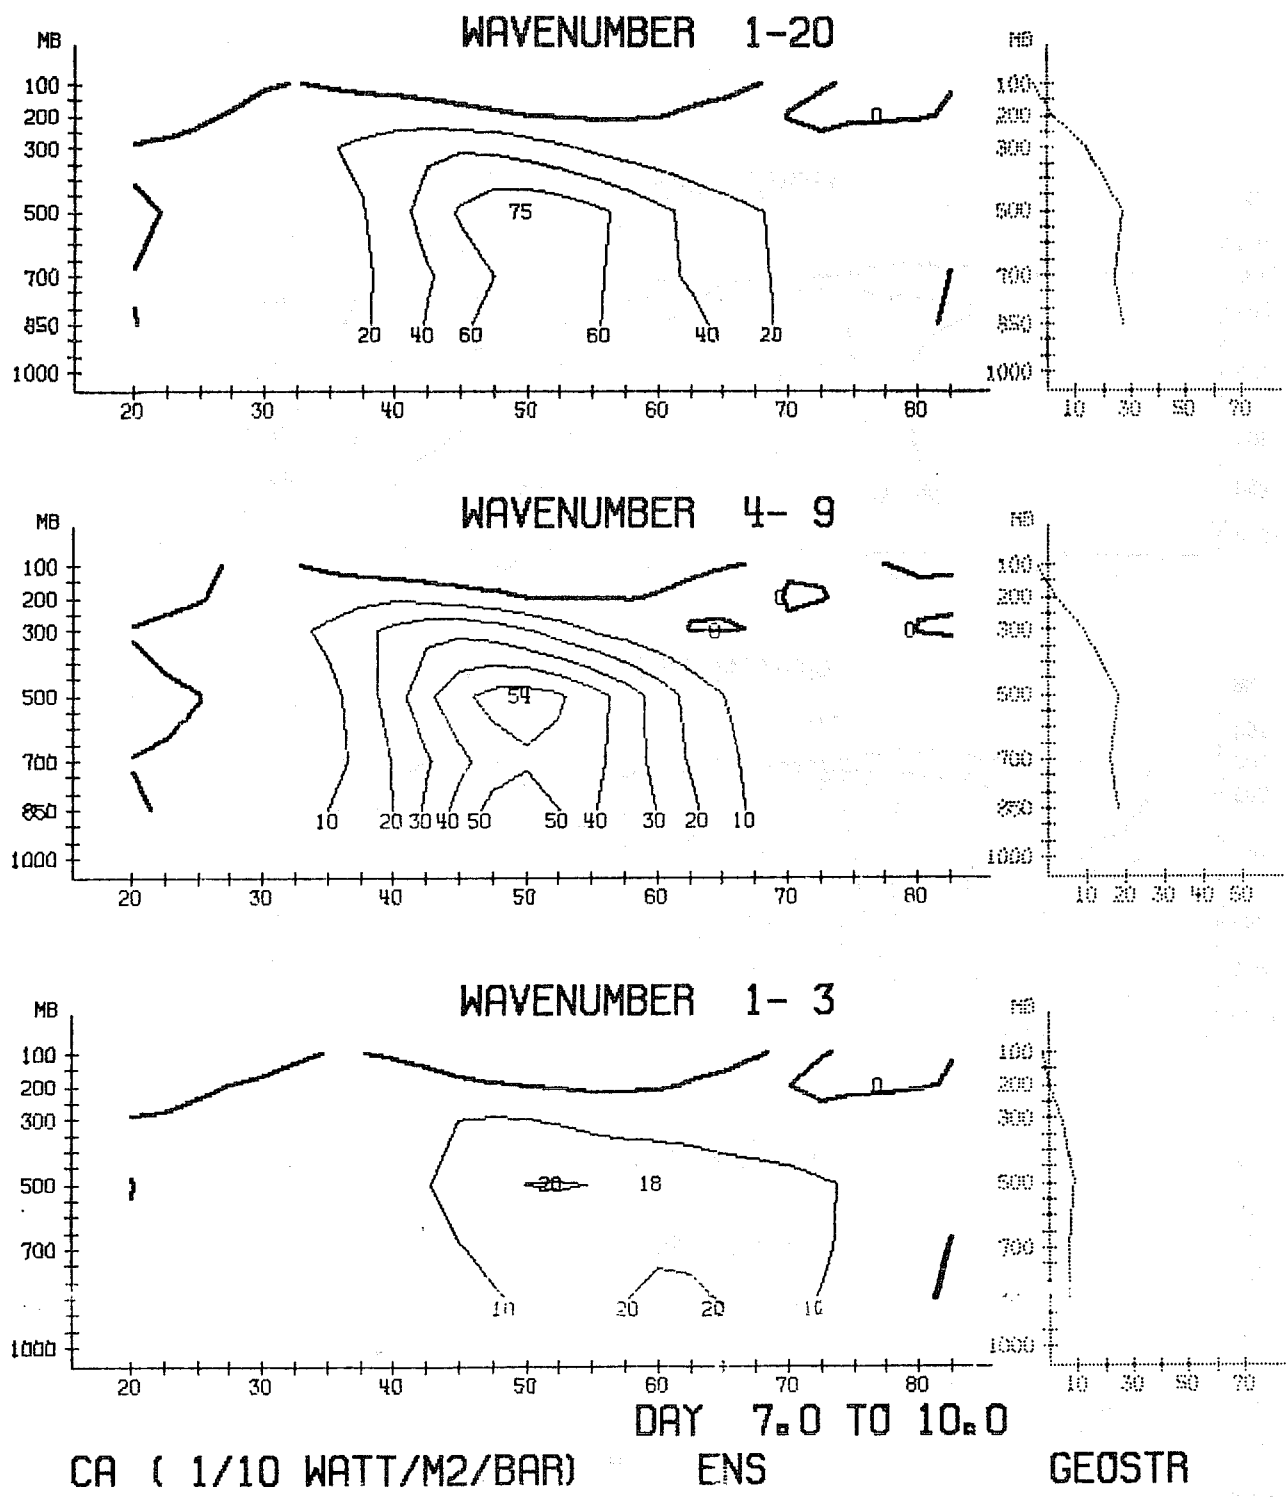 WAVENUMBER 1-20
MB MB
100 100
200 0 200
300 300
500 75 500
700 700
850 20 40 60 60 40 20 850
1000 1000
20 30 40 50 60 70 80 10 30 50 70
WAVENUMBER 4- 9
MB MB
100 100
200 0 200
300 0 0 300
500 54 500
700 700
850 10 20 30 40 50 50 40 30 20 10 850
1000 1000
20 30 40 50 60 70 80 10 20 30 40 50
WAVENUMBER 1- 3
MB MB
100 100
200 0 200
300 300
500 20 18 500
700 700
10 20 20 10
1000 1000
20 30 40 50 60 70 80 10 30 50 70
DAY 7.0 TO 10.0
CA ( 1/10 WATT/M2/BAR) ENS GEOSTR